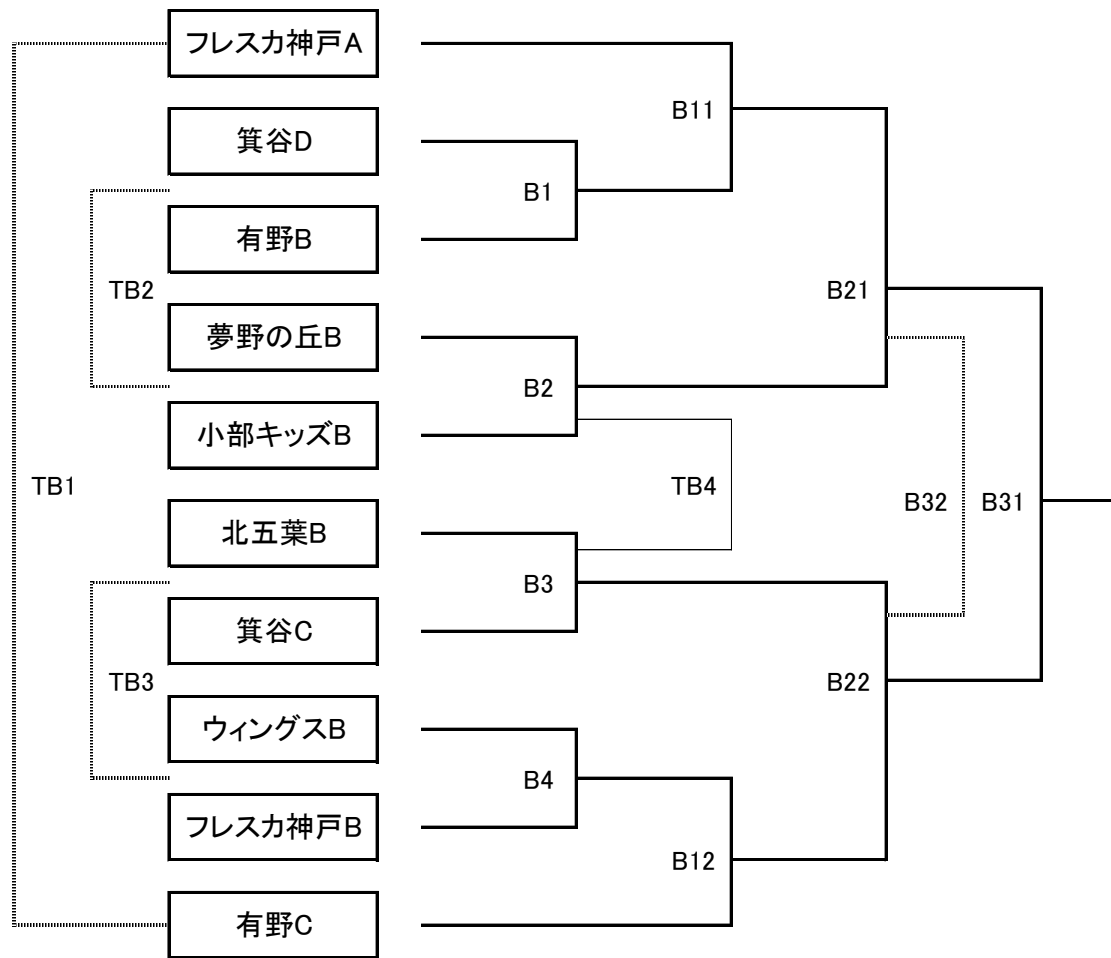 フレスカ神戸A
B11
箕谷D
B1
有野B
TB2
B21
夢野の丘B
B2
小部キッズB
TB1
TB4
B32
B31
北五葉B
B3
箕谷C
TB3
B22
ウィングスB
B4
フレスカ神戸B
B12
有野C